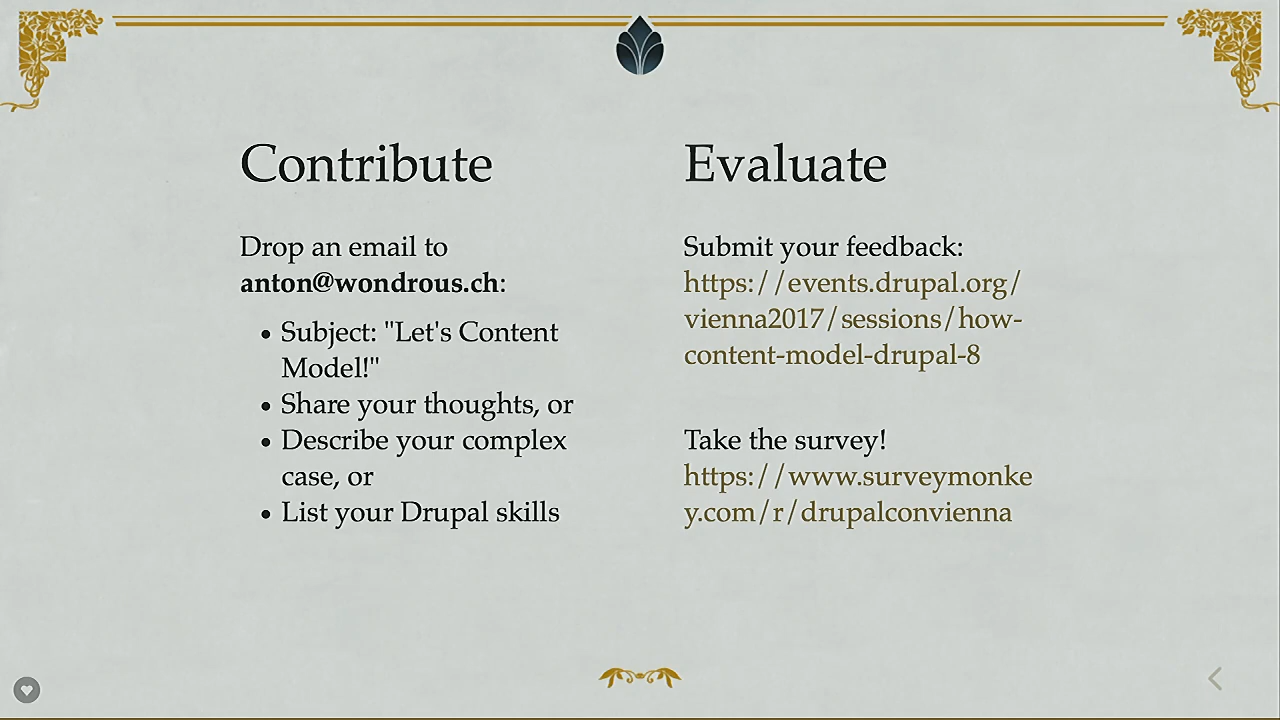 Contribute
Drop an email to
anton@wondrous.ch:
• Subject: "Let's Content
Model!"
• Share your thoughts, or
• Describe your complex
case, or
• List your Drupal skills
Evaluate
Submit your feedback:
https://events.drupal.org/
vienna2017/sessions/how-
content-model-drupal-8
Take the survey!
https://www.surveymonke
y.com/r/drupalconvienna